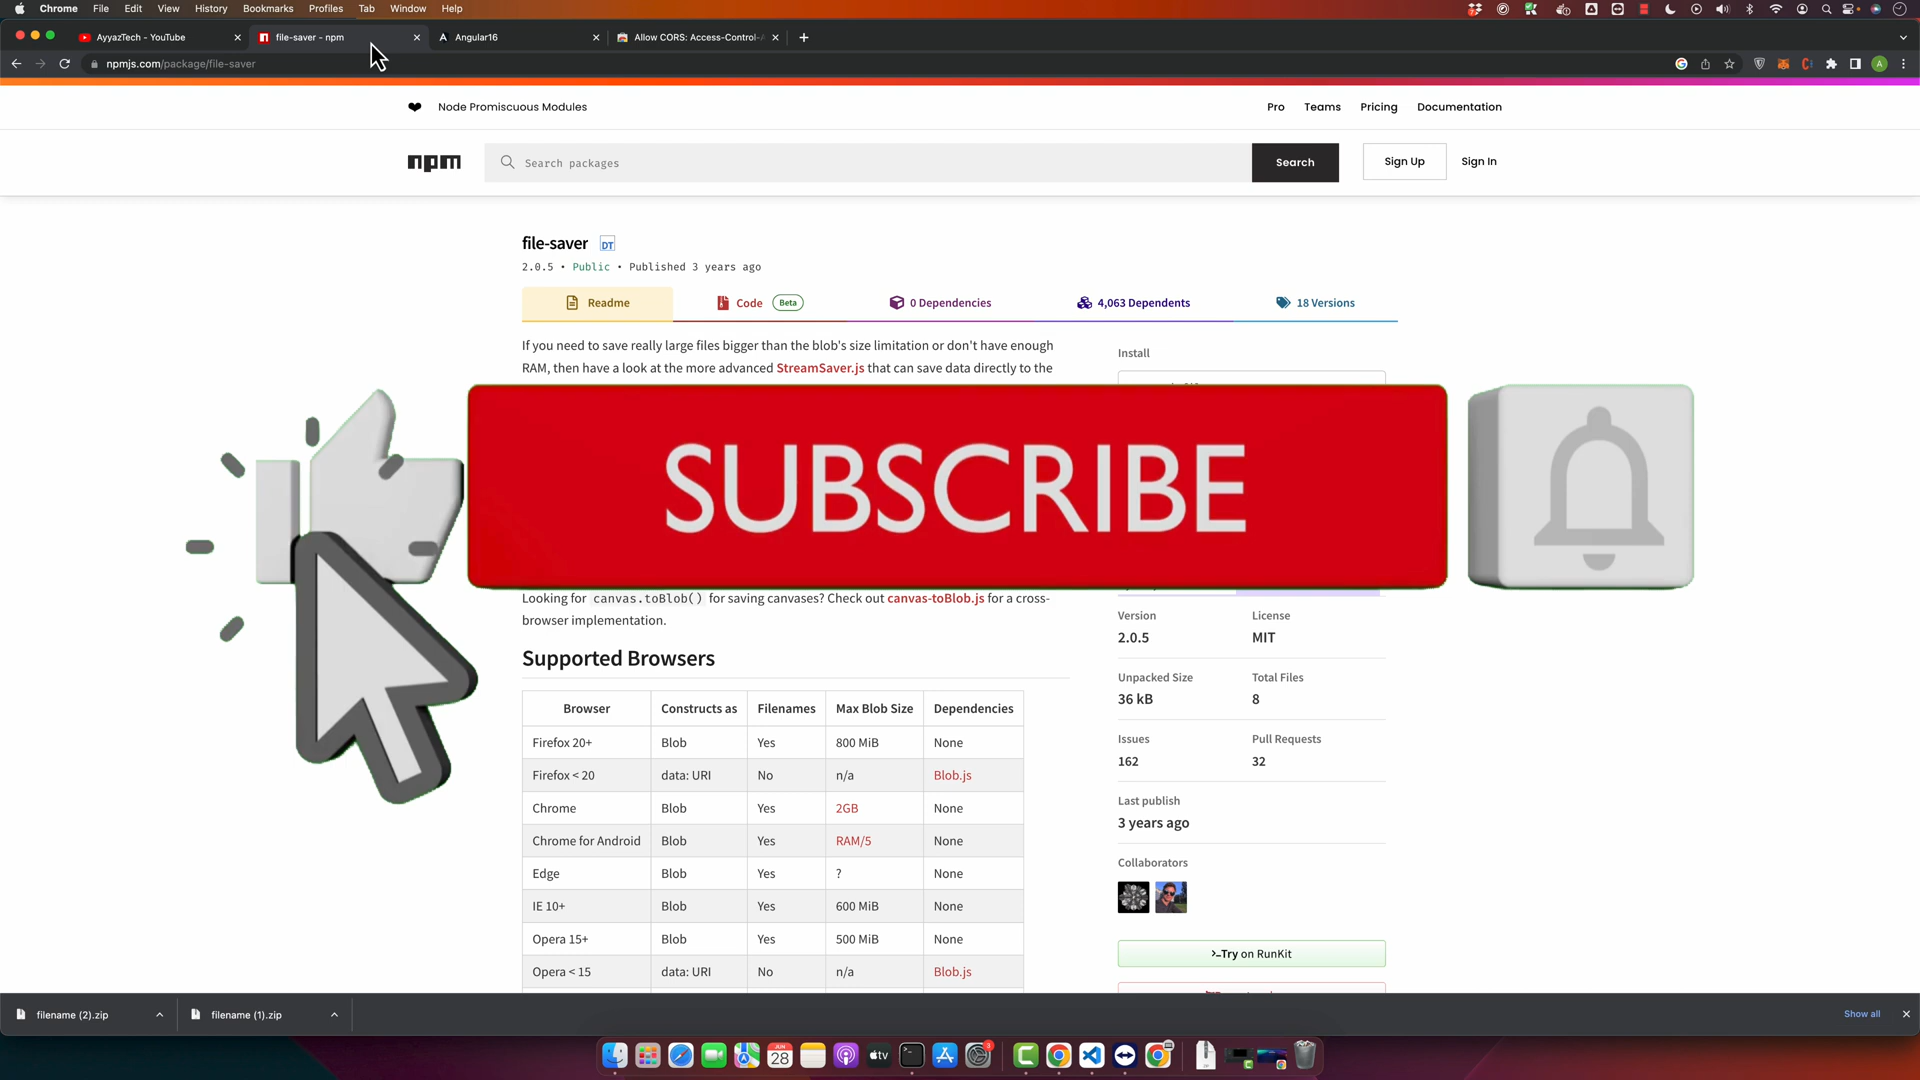 Chrome File Edit View History Bookmarks Profiles Tab Window Help
AyyazTech - YouTube
file-saver - npm
Angular16
Allow CORS: Access-Control-
npmjs.com/package/file-saver
Node Promiscuous Modules
Pro Teams Pricing Documentation
npm
Search packages
Search
Sign Up
Sign In
file-saver DT
2.0.5 • Public • Published 3 years ago
Readme
Code Beta
0 Dependencies
4,063 Dependents
18 Versions
If you need to save really large files bigger than the blob's size limitation or don't have enough
RAM, then have a look at the more advanced StreamSaver.js that can save data directly to the
Install
SUBSCRIBE
Looking for canvas.toBlob() for saving canvases? Check out canvas-toBlob.js for a cross-
browser implementation.
Version License
2.0.5 MIT
Supported Browsers
Unpacked Size Total Files
36 kB 8
Browser Constructs as Filenames Max Blob Size Dependencies
Firefox 20+ Blob Yes 800 MiB None
Firefox < 20 data: URI No n/a Blob.js
Chrome Blob Yes 2GB None
Chrome for Android Blob Yes RAM/5 None
Edge Blob Yes ? None
IE 10+ Blob Yes 600 MiB None
Opera 15+ Blob Yes 500 MiB None
Opera < 15 data: URI No n/a Blob.js
Issues Pull Requests
162 32
Last publish
3 years ago
Collaborators
>_Try on RunKit
filename (2).zip
filename (1).zip
Show all
JUN
28
tv
3